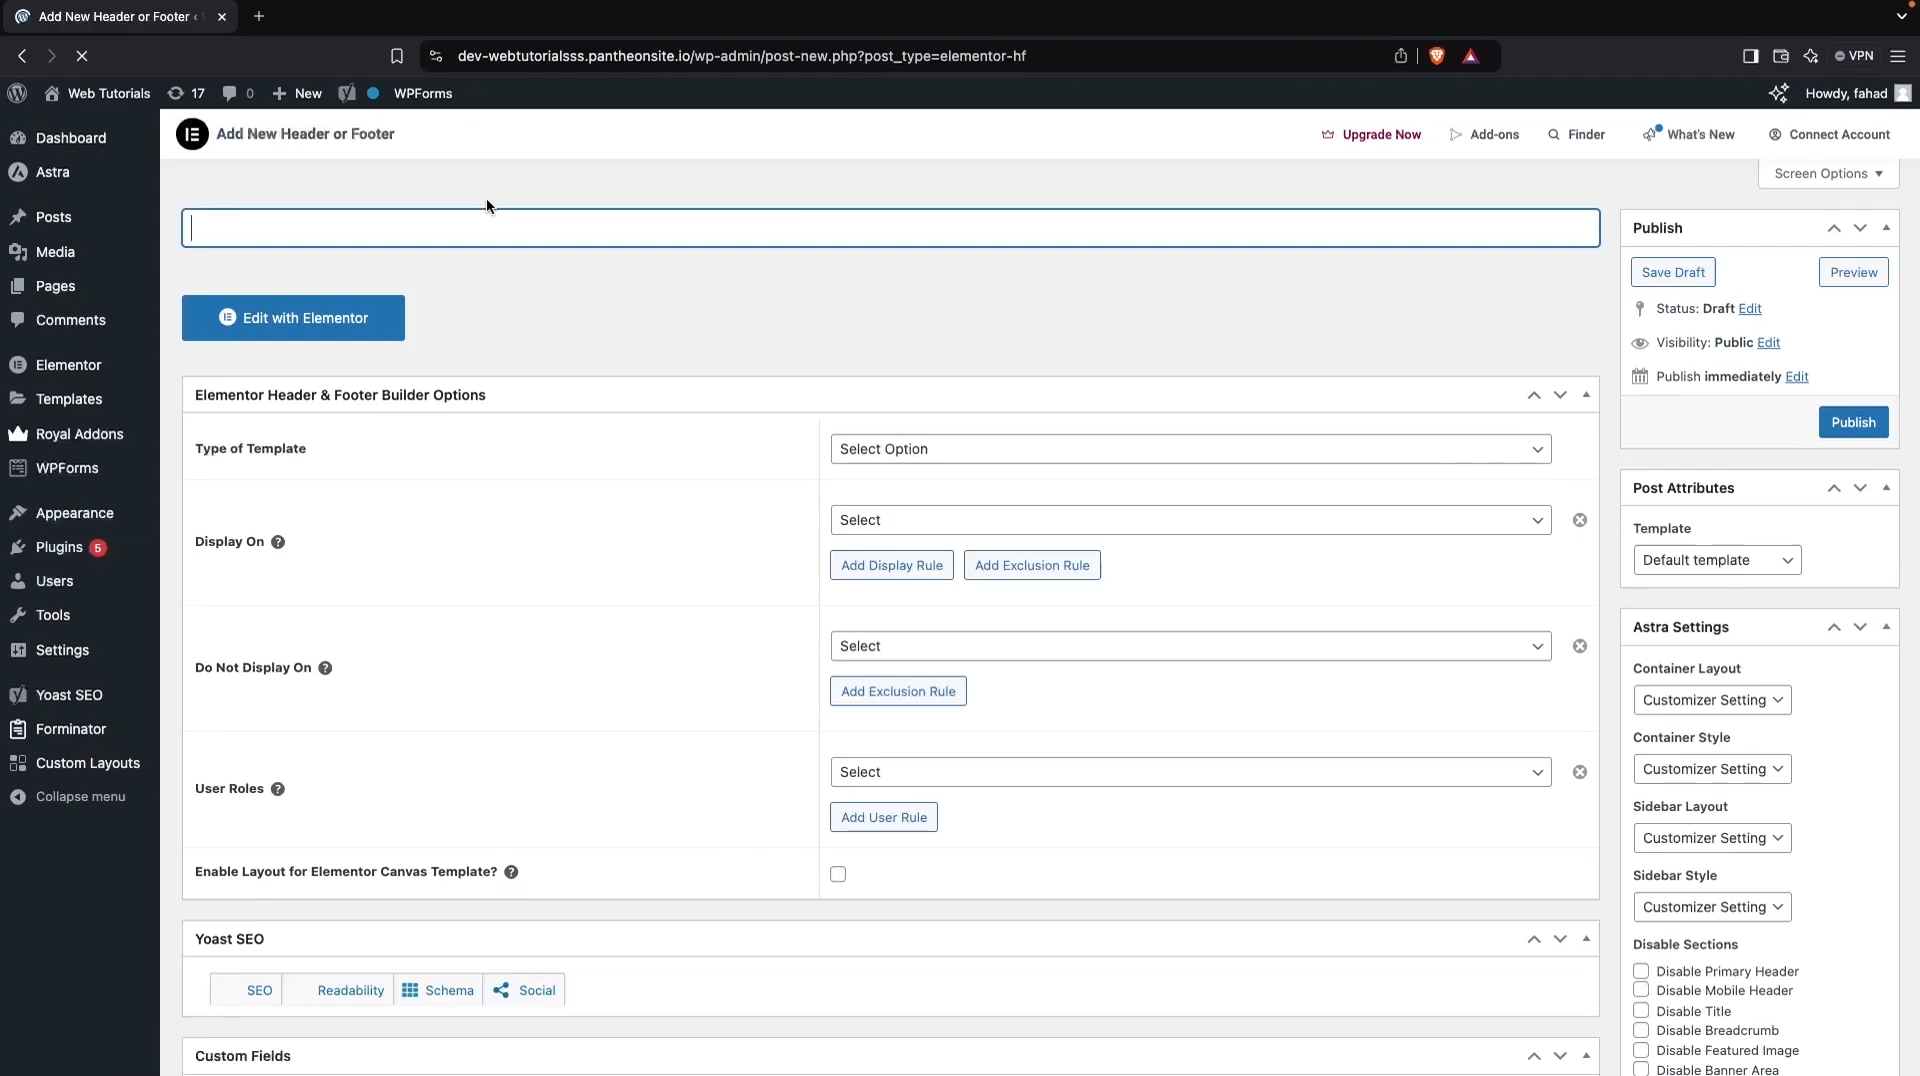 Add New Header or Footer ‹
dev-webtutorialsss.pantheonsite.io/wp-admin/post-new.php?post_type=elementor-hf
VPN
Web Tutorials
17
0
New
WPForms
Howdy, fahad
Dashboard
Astra
Posts
Media
Pages
Comments
Elementor
Templates
Royal Addons
WPForms
Appearance
Plugins 5
Users
Tools
Settings
Yoast SEO
Forminator
Custom Layouts
Collapse menu
Add New Header or Footer
Upgrade Now
Add-ons
Finder
What's New
Connect Account
Screen Options
Edit with Elementor
Elementor Header & Footer Builder Options
Type of Template
Select Option
Display On
Select
Add Display Rule
Add Exclusion Rule
Do Not Display On
Select
Add Exclusion Rule
User Roles
Select
Add User Rule
Enable Layout for Elementor Canvas Template?
Yoast SEO
SEO
Readability
Schema
Social
Custom Fields
Publish
Save Draft
Preview
Status: Draft Edit
Visibility: Public Edit
Publish immediately Edit
Publish
Post Attributes
Template
Default template
Astra Settings
Container Layout
Customizer Setting
Container Style
Customizer Setting
Sidebar Layout
Customizer Setting
Sidebar Style
Customizer Setting
Disable Sections
Disable Primary Header
Disable Mobile Header
Disable Title
Disable Breadcrumb
Disable Featured Image
Disable Banner Area